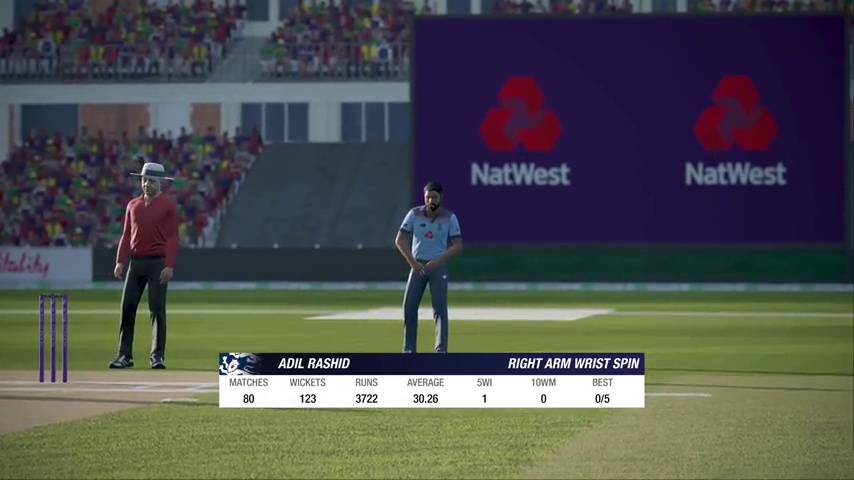 NatWest NatWest
Vitality
ADIL RASHID RIGHT ARM WRIST SPIN
MATCHES WICKETS RUNS AVERAGE 5WI 10WM BEST
80 123 3722 30.26 1 0 0/5